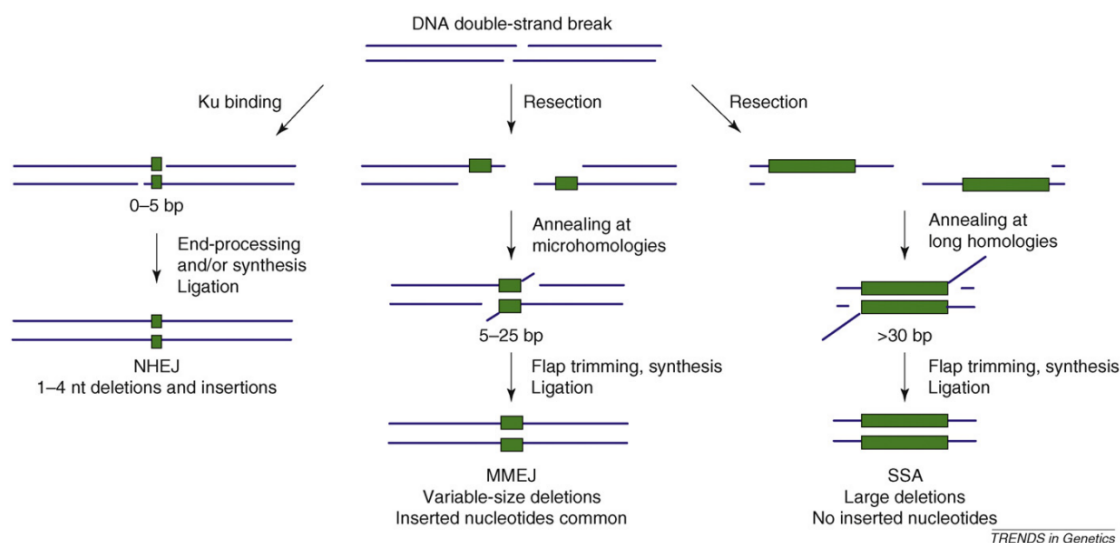 DNA double-strand break
Ku binding
Resection
Resection
0–5 bp
End-processing
and/or synthesis
Ligation
NHEJ
1–4 nt deletions and insertions
Annealing at
microhomologies
5–25 bp
Flap trimming, synthesis
Ligation
MMEJ
Variable-size deletions
Inserted nucleotides common
Annealing at
long homologies
>30 bp
Flap trimming, synthesis
Ligation
SSA
Large deletions
No inserted nucleotides
TRENDS in Genetics